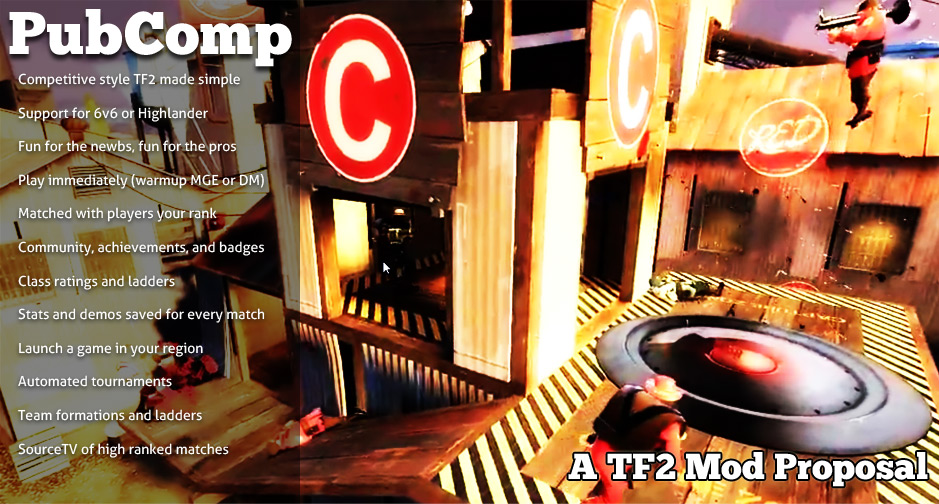 PubComp
Competitive style TF2 made simple
Support for 6v6 or Highlander
Fun for the newbs, fun for the pros
Play immediately (warmup MGE or DM)
Matched with players your rank
Community, achievements, and badges
Class ratings and ladders
Stats and demos saved for every match
Launch a game in your region
Automated tournaments
Team formations and ladders
SourceTV of high ranked matches
C
C
RED
A TF2 Mod Proposal